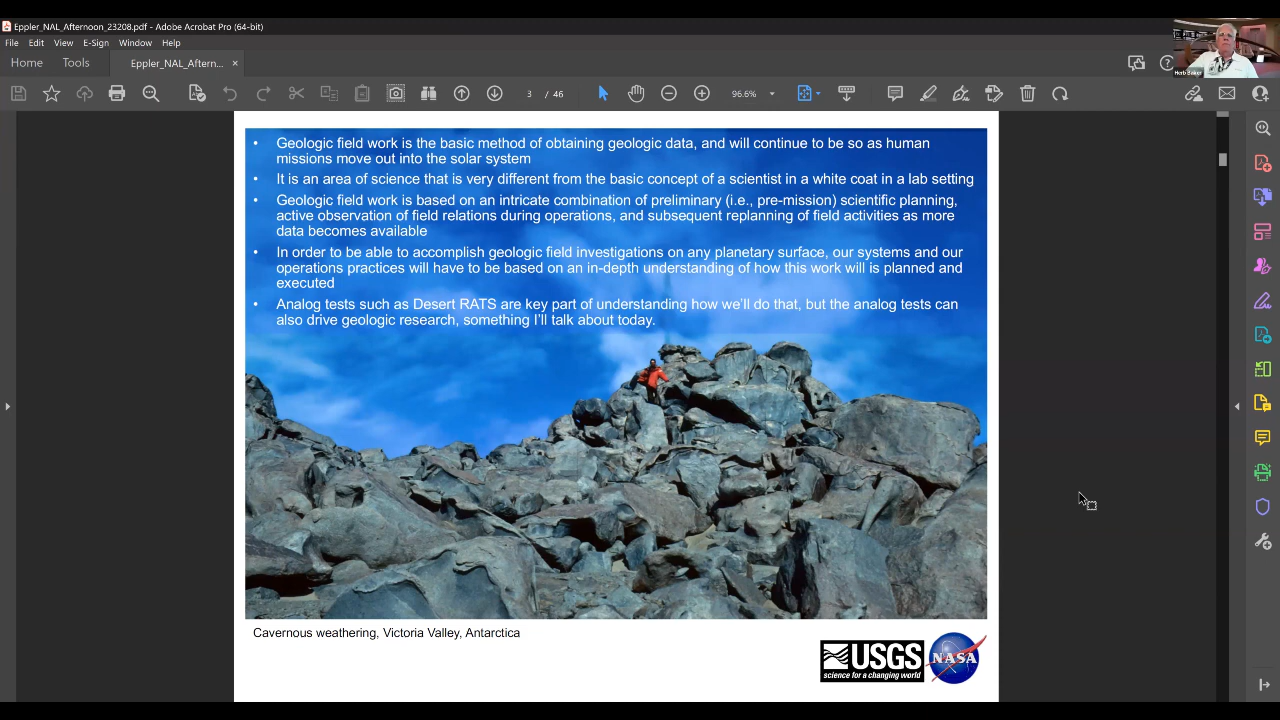 Eppler_NAL_Afternoon_23208.pdf - Adobe Acrobat Pro (64-bit)
File Edit View E-Sign Window Help
Home Tools Eppler_NAL_Aftern... ×
Herb Baker
3 / 46 96.6%
• Geologic field work is the basic method of obtaining geologic data, and will continue to be so as human
missions move out into the solar system
• It is an area of science that is very different from the basic concept of a scientist in a white coat in a lab setting
• Geologic field work is based on an intricate combination of preliminary (i.e., pre-mission) scientific planning,
active observation of field relations during operations, and subsequent replanning of field activities as more
data becomes available
• In order to be able to accomplish geologic field investigations on any planetary surface, our systems and our
operations practices will have to be based on an in-depth understanding of how this work will is planned and
executed
• Analog tests such as Desert RATS are key part of understanding how we'll do that, but the analog tests can
also drive geologic research, something I'll talk about today.
Cavernous weathering, Victoria Valley, Antarctica
USGS
science for a changing world
NASA